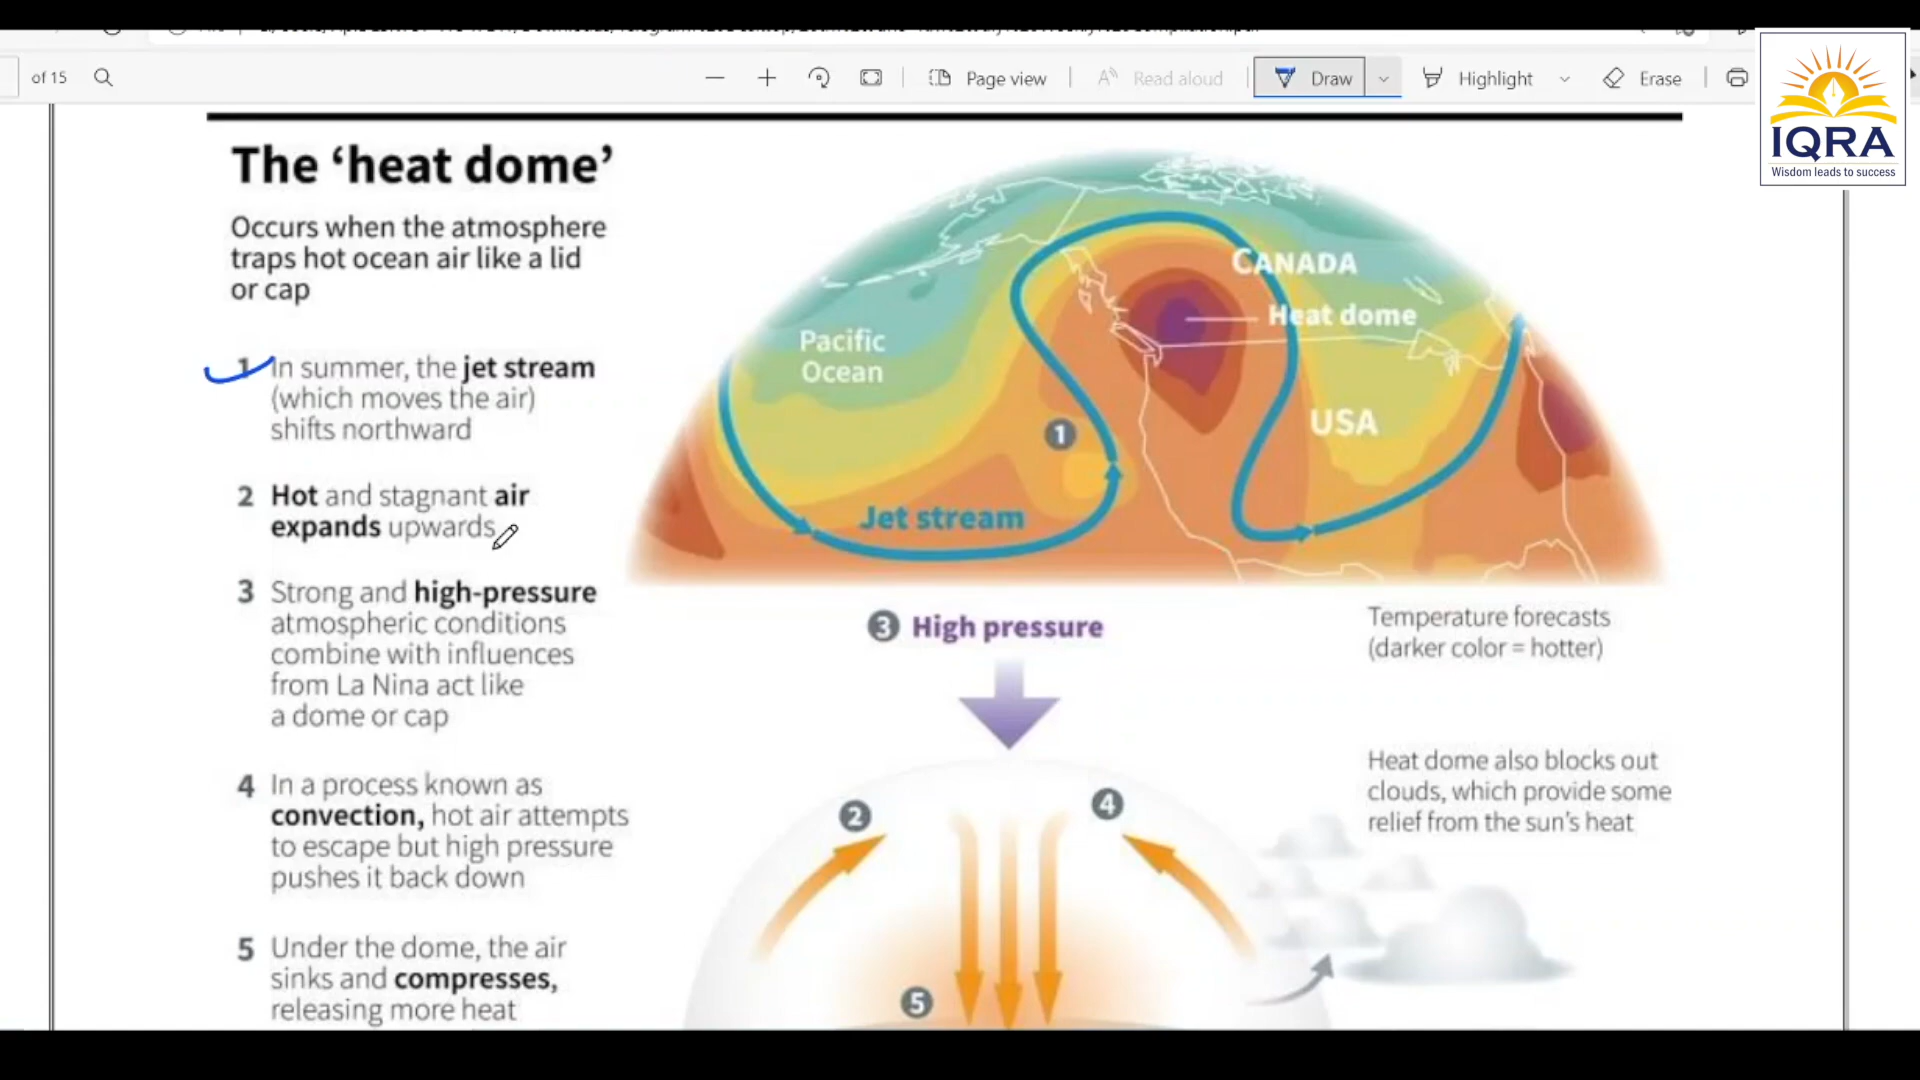 of 15
Page view
Read aloud
Draw
Highlight
Erase
IQRA
Wisdom leads to success
The ‘heat dome’
Occurs when the atmosphere
traps hot ocean air like a lid
or cap
1 In summer, the jet stream
(which moves the air)
shifts northward
2 Hot and stagnant air
expands upwards
3 Strong and high-pressure
atmospheric conditions
combine with influences
from La Nina act like
a dome or cap
4 In a process known as
convection, hot air attempts
to escape but high pressure
pushes it back down
5 Under the dome, the air
sinks and compresses,
releasing more heat
CANADA
Heat dome
Pacific
Ocean
USA
1
Jet stream
3 High pressure
Temperature forecasts
(darker color = hotter)
Heat dome also blocks out
clouds, which provide some
relief from the sun's heat
2
4
5